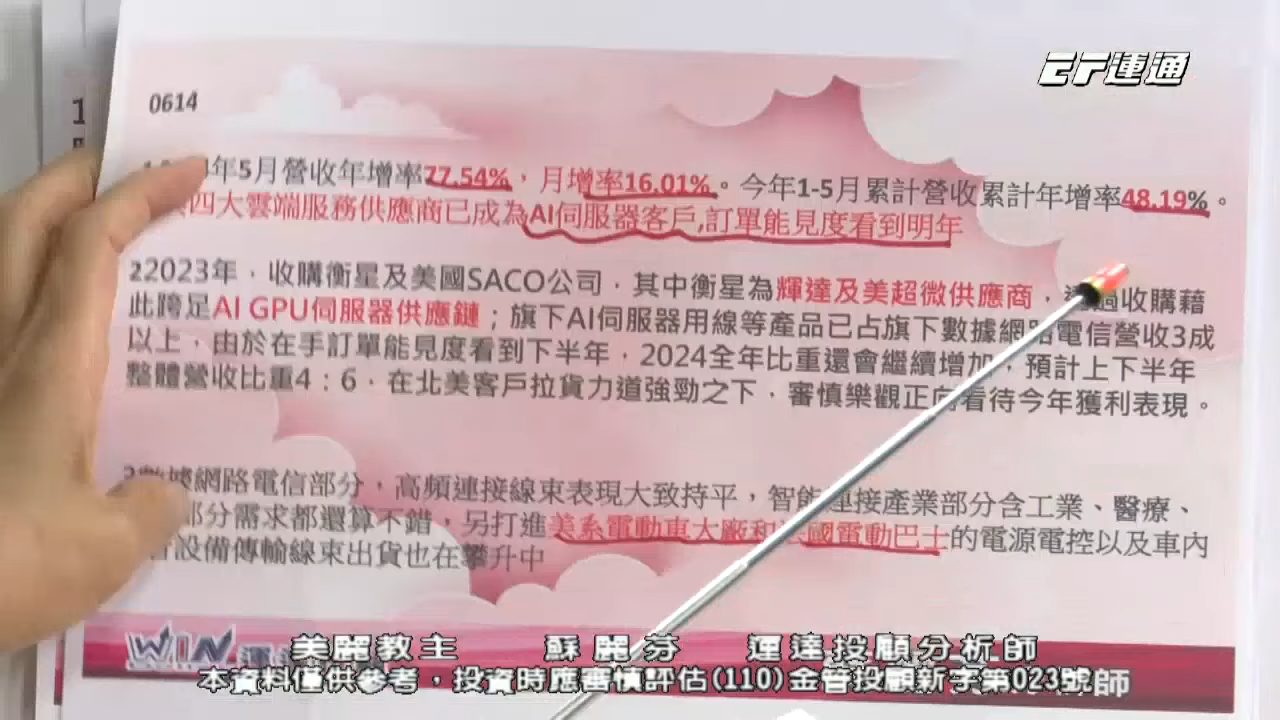 EF運通
0614
年5月營收年增率77.54%，月增率16.01%。今年1-5月累計營收累計年增率48.19%。
四大雲端服務供應商已成為AI伺服器客戶,訂單能見度看到明年
22023年，收購衡星及美國SACO公司，其中衡星為輝達及美超微供應商，過收購藉
此跨足AI GPU伺服器供應鏈；旗下AI伺服器用線等產品已占旗下數據網路電信營收3成
以上，由於在手訂單能見度看到下半年，2024全年比重還會繼續增加，預計上下半年
整體營收比重4：6．在北美客戶拉貨力道強勁之下，審慎樂觀正向看待今年獲利表現。
數據網路電信部分，高頻連接線束表現大致持平，智能連接產業部分含工業、醫療、
部分需求都還算不錯，另打進美系電動車大廠和國電動巴士的電源電控以及車內
設備傳輸線束出貨也在攀升中
WIN 運
美麗教主 蘇麗芬 運達投顧分析師
本資料僅供參考，投資時應審慎評估(110)金管投顧新字第023號
師